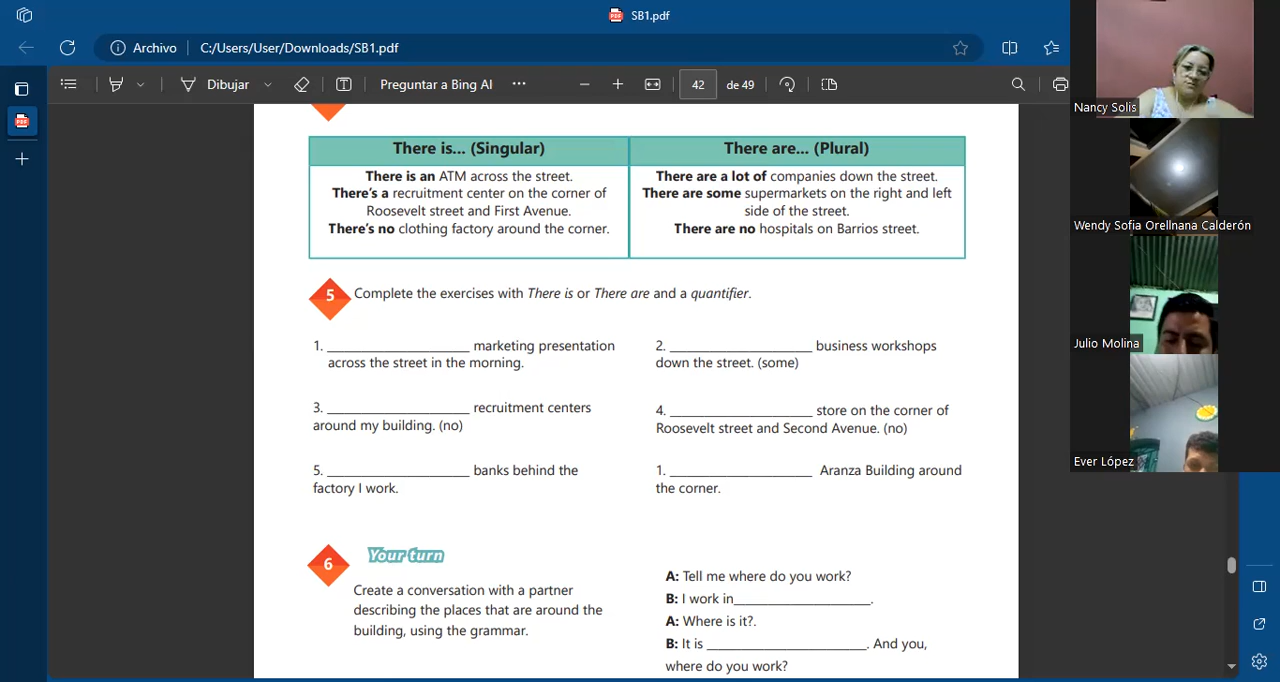 SB1.pdf
Archivo
C:/Users/User/Downloads/SB1.pdf
Dibujar
Preguntar a Bing AI
42
de 49
There is... (Singular)
There are... (Plural)
There is an ATM across the street.
There's a recruitment center on the corner of
Roosevelt street and First Avenue.
There's no clothing factory around the corner.
There are a lot of companies down the street.
There are some supermarkets on the right and left
side of the street.
There are no hospitals on Barrios street.
5
Complete the exercises with There is or There are and a quantifier.
1. ____________________ marketing presentation
across the street in the morning.
2. ____________________ business workshops
down the street. (some)
3. ____________________ recruitment centers
around my building. (no)
4. ____________________ store on the corner of
Roosevelt street and Second Avenue. (no)
5. ____________________ banks behind the
factory I work.
1. ____________________ Aranza Building around
the corner.
6
Your turn
Create a conversation with a partner
describing the places that are around the
building, using the grammar.
A: Tell me where do you work?
B: I work in____________________.
A: Where is it?.
B: It is _______________________. And you,
where do you work?
Nancy Solis
Wendy Sofia Orellnana Calderón
Julio Molina
Ever López